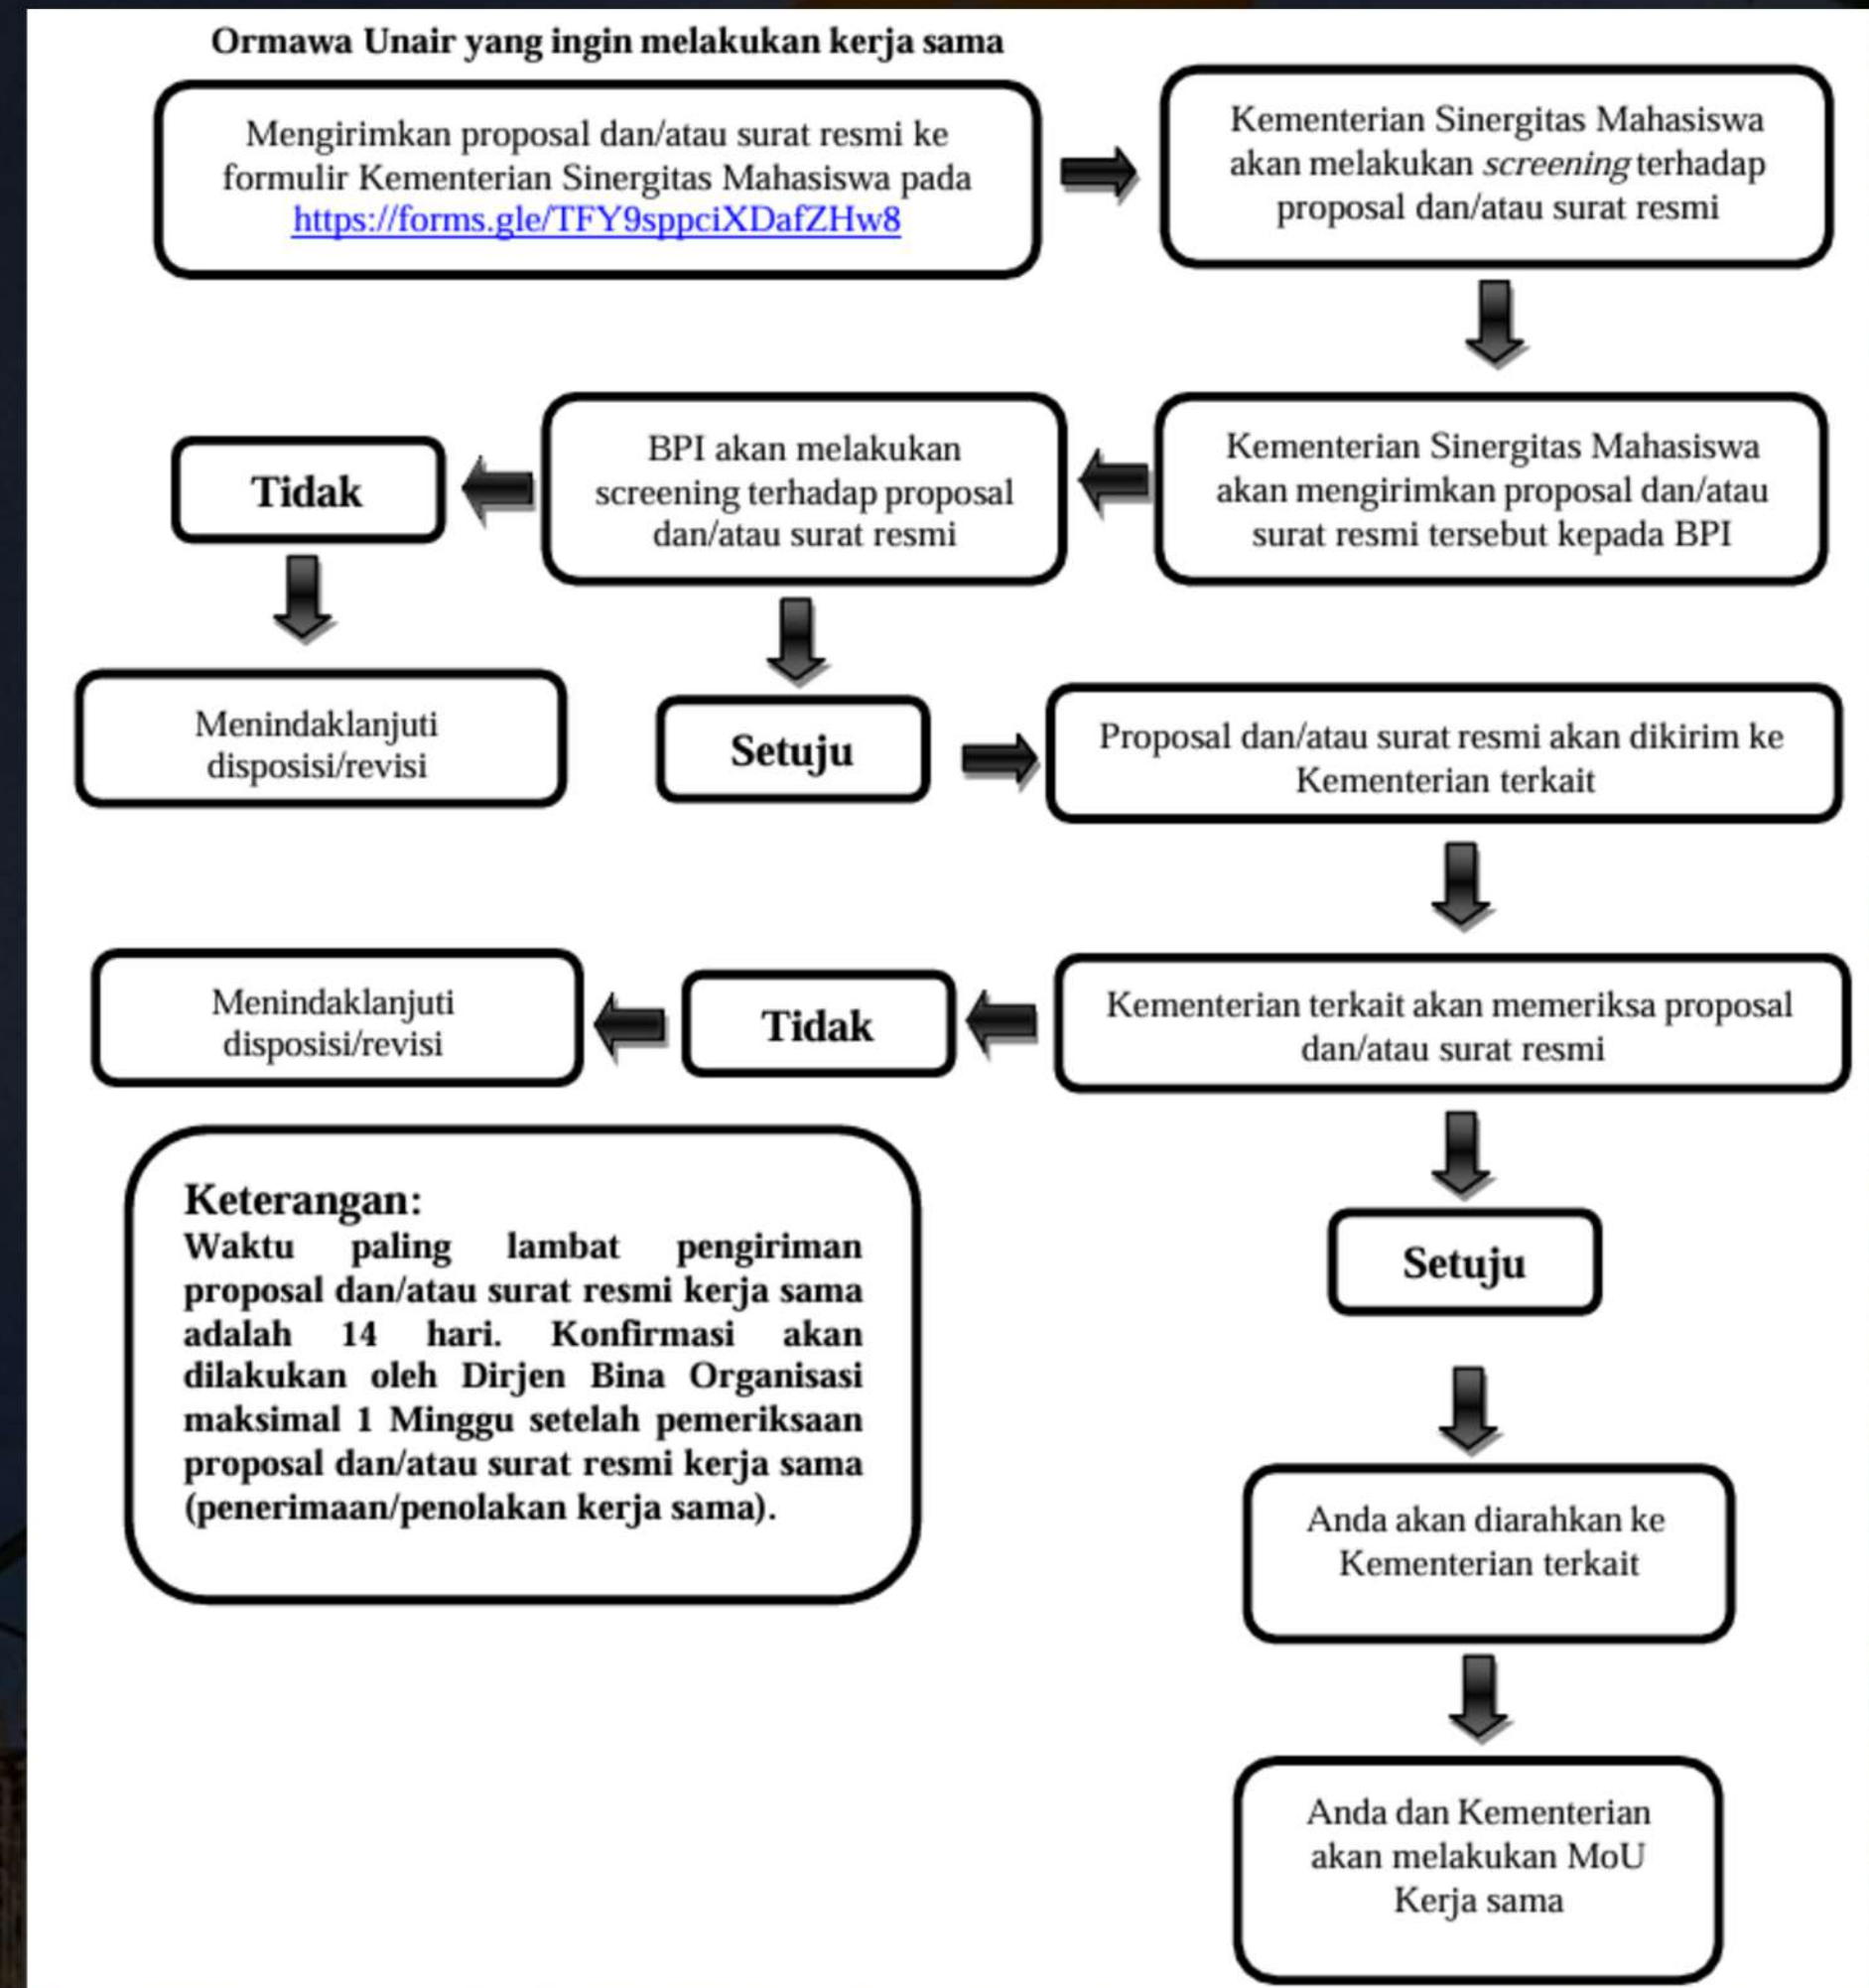 Ormawa Unair yang ingin melakukan kerja sama
Mengirimkan proposal dan/atau surat resmi ke
formulir Kementerian Sinergitas Mahasiswa pada
https://forms.gle/TFY9sppciXDafZHw8
Kementerian Sinergitas Mahasiswa
akan melakukan screening terhadap
proposal dan/atau surat resmi
Kementerian Sinergitas Mahasiswa
akan mengirimkan proposal dan/atau
surat resmi tersebut kepada BPI
BPI akan melakukan
screening terhadap proposal
dan/atau surat resmi
Tidak
Menindaklanjuti
disposisi/revisi
Setuju
Proposal dan/atau surat resmi akan dikirim ke
Kementerian terkait
Kementerian terkait akan memeriksa proposal
dan/atau surat resmi
Tidak
Menindaklanjuti
disposisi/revisi
Setuju
Anda akan diarahkan ke
Kementerian terkait
Anda dan Kementerian
akan melakukan MoU
Kerja sama
Keterangan:
Waktu paling lambat pengiriman
proposal dan/atau surat resmi kerja sama
adalah 14 hari. Konfirmasi akan
dilakukan oleh Dirjen Bina Organisasi
maksimal 1 Minggu setelah pemeriksaan
proposal dan/atau surat resmi kerja sama
(penerimaan/penolakan kerja sama).